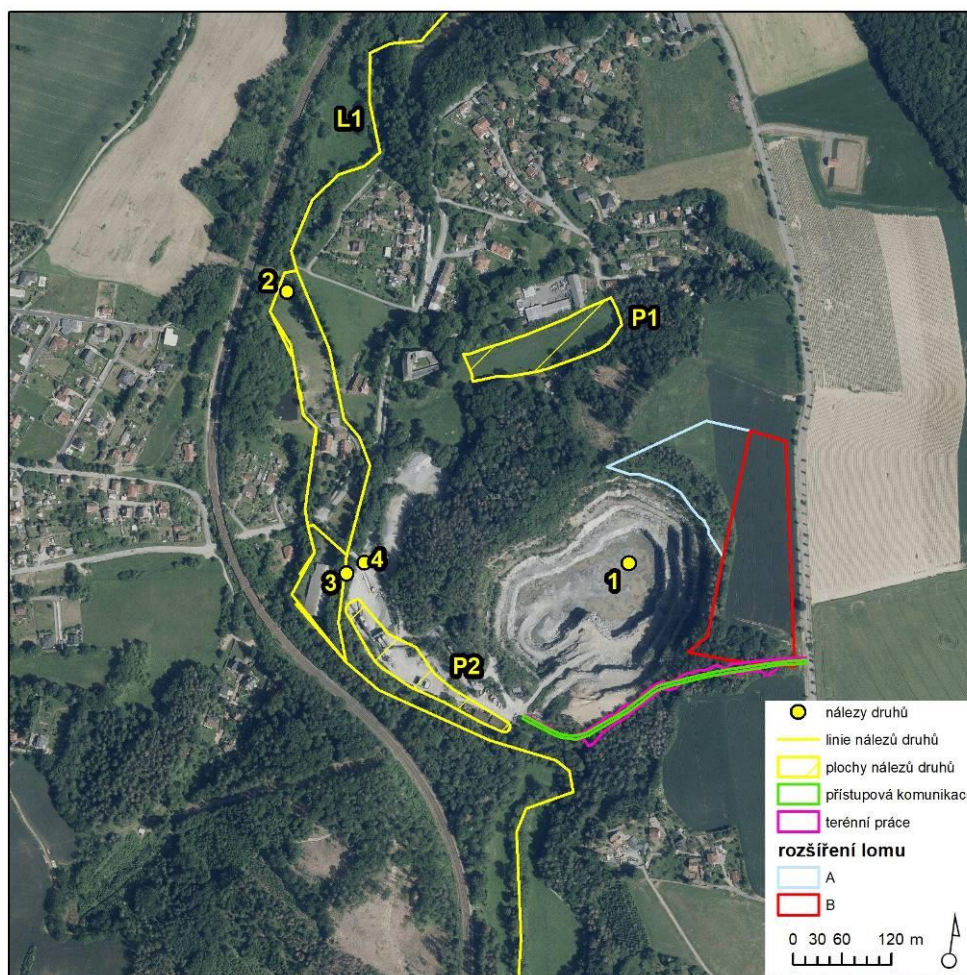 L1
2
P1
4
3
1
P2
nálezy druhů
linie nálezů druhů
plochy nálezů druhů
přístupová komunikace
terénní práce
rozšíření lomu
A
B
0 30 60 120 m